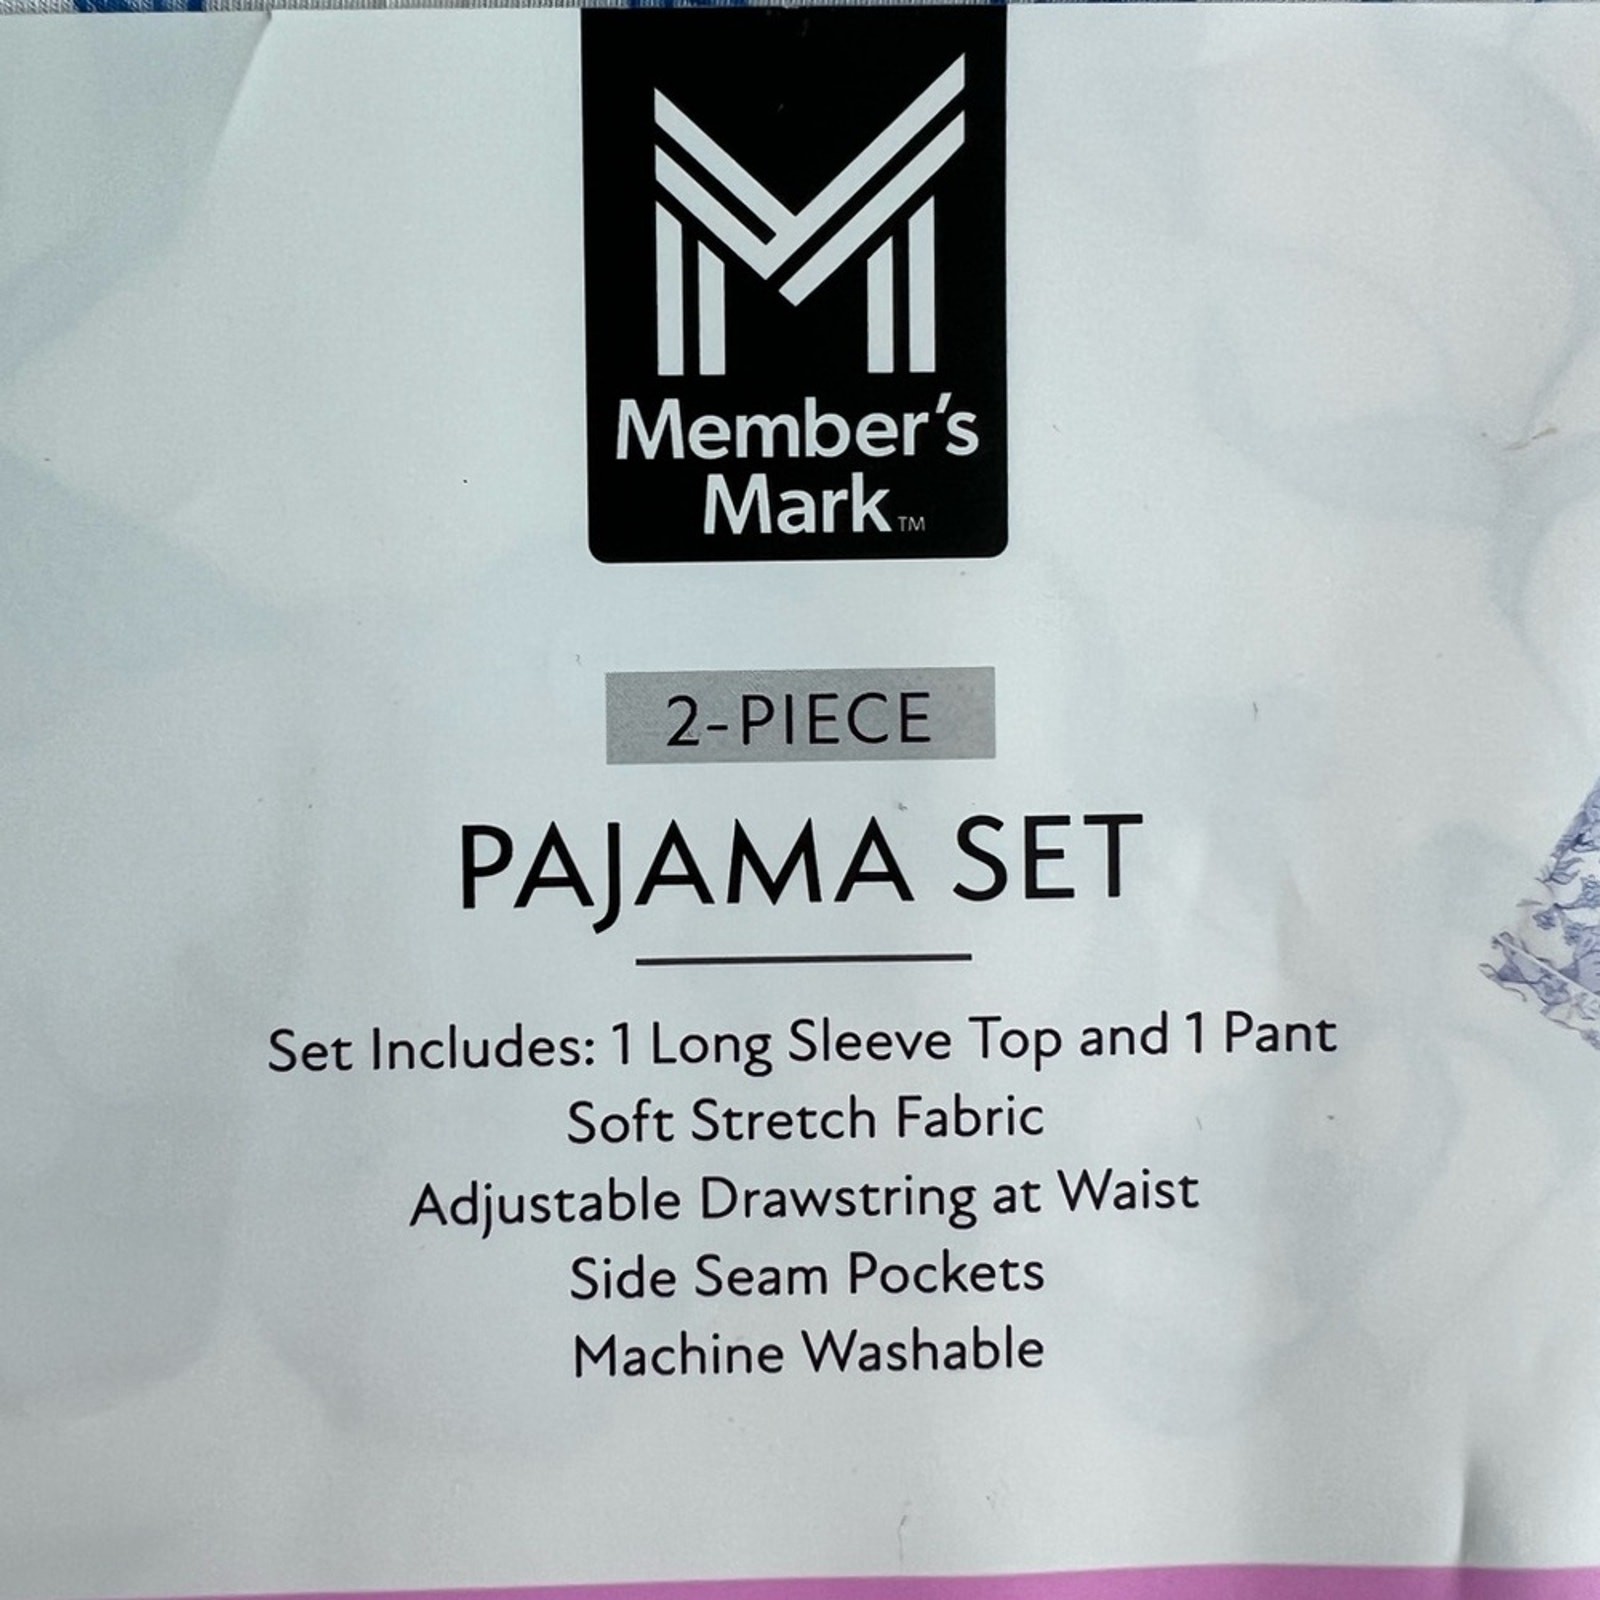 Member's
Mark™
2-PIECE
PAJAMA SET
Set Includes: 1 Long Sleeve Top and 1 Pant
Soft Stretch Fabric
Adjustable Drawstring at Waist
Side Seam Pockets
Machine Washable